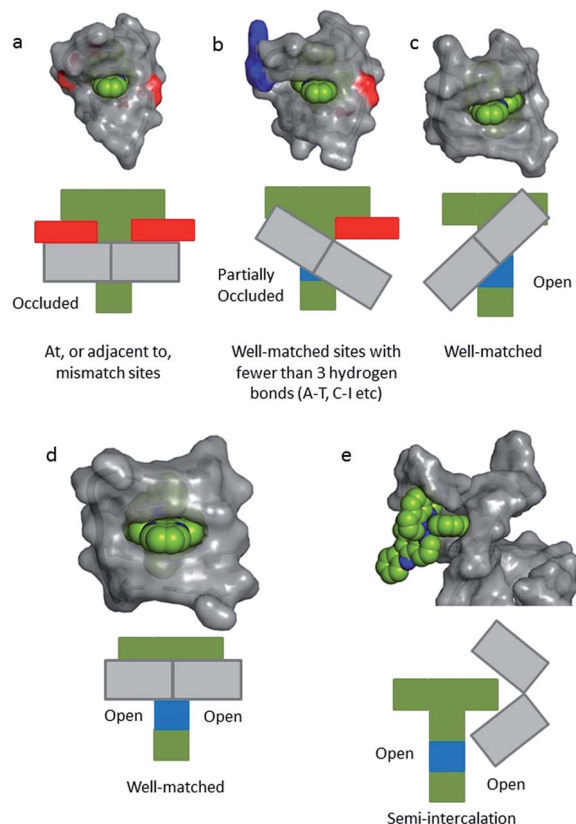 a
b
c
Occluded
Partially
Occluded
Open
At, or adjacent to,
mismatch sites
Well-matched sites with
fewer than 3 hydrogen
bonds (A-T, C-I etc)
Well-matched
d
e
Open
Open
Well-matched
Open
Open
Semi-intercalation